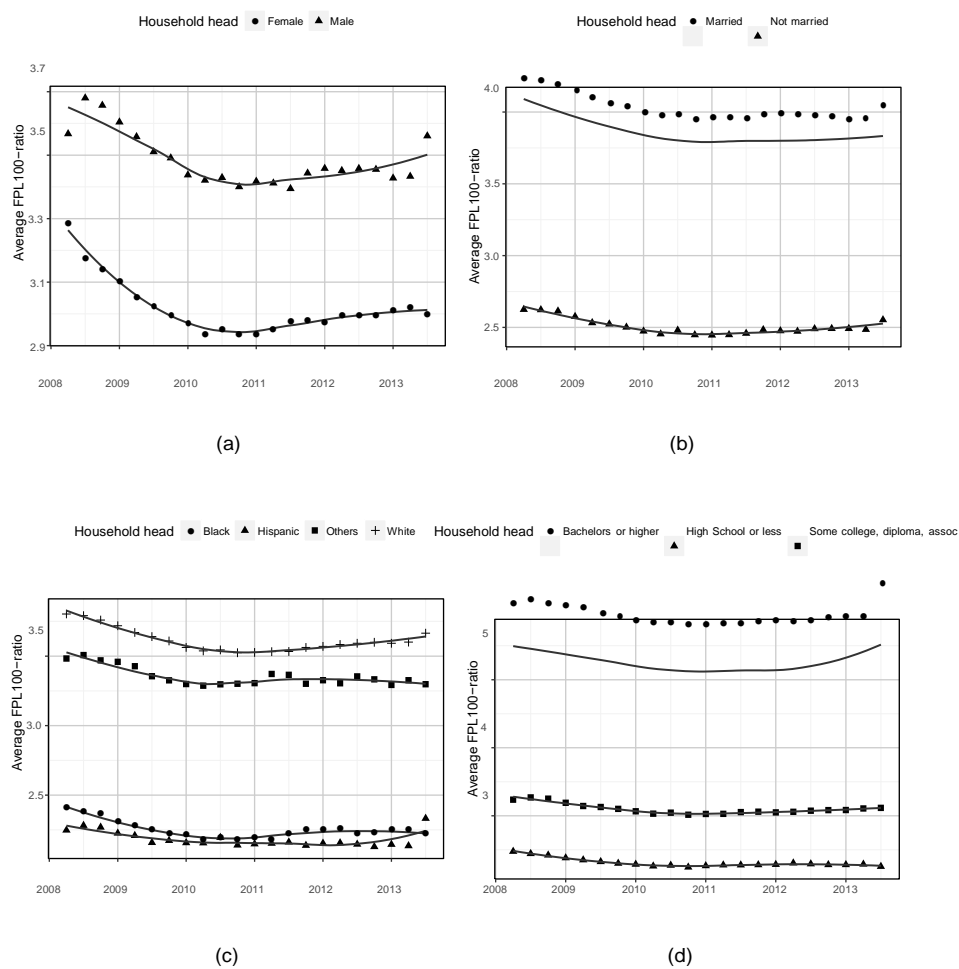 Household head Female Male
Average FPL100−ratio
3.7
3.5
3.3
3.1
2.9
2008 2009 2010 2011 2012 2013
(a)
Household head Married Not married
Average FPL100−ratio
4.0
3.5
3.0
2.5
2008 2009 2010 2011 2012 2013
(b)
Household head Black Hispanic Others White
Average FPL100−ratio
3.5
3.0
2.5
2008 2009 2010 2011 2012 2013
(c)
Household head Bachelors or higher High School or less Some college, diploma, assoc
Average FPL100−ratio
5
4
3
2008 2009 2010 2011 2012 2013
(d)